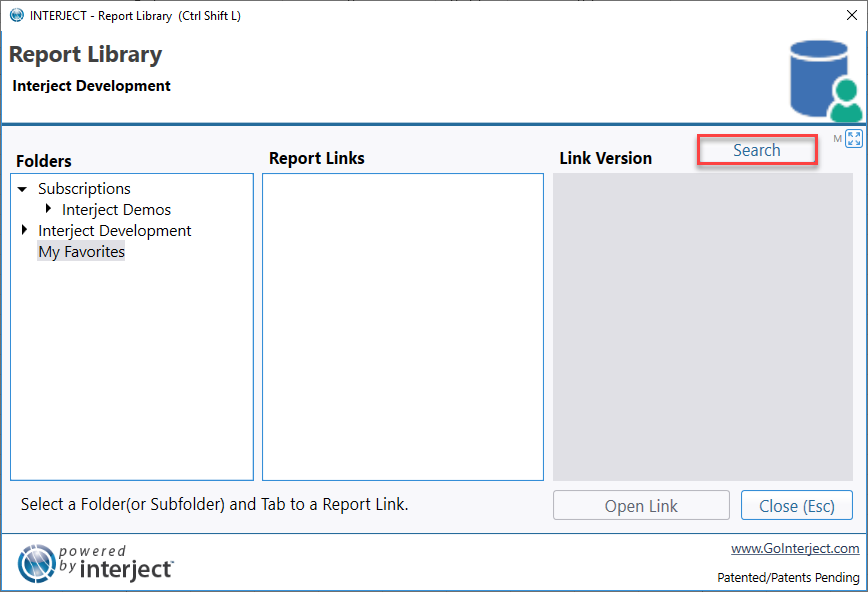 INTERJECT - Report Library (Ctrl Shift L)
Report Library
Interject Development
M
Search
Folders
Report Links
Link Version
Subscriptions
Interject Demos
Interject Development
My Favorites
Select a Folder(or Subfolder) and Tab to a Report Link.
Open Link
Close (Esc)
powered
by interject™
www.GoInterject.com
Patented/Patents Pending